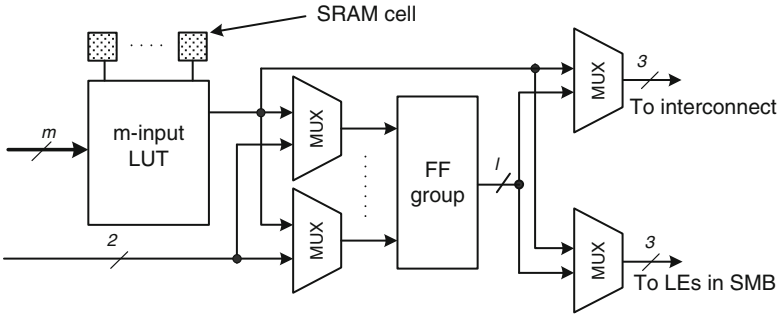 SRAM cell
. . . .
m
m-input
LUT
2
MUX
MUX
FF
group
l
MUX
3
To interconnect
MUX
3
To LEs in SMB